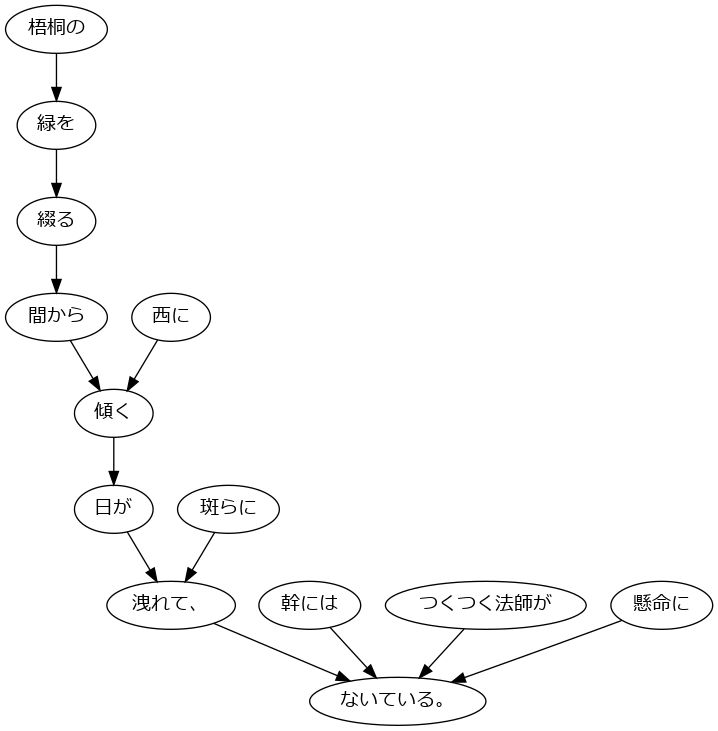 梧桐の
緑を
綴る
間から
西に
傾く
日が
斑らに
洩れて、
幹には
つくつく法師が
懸命に
ないている。